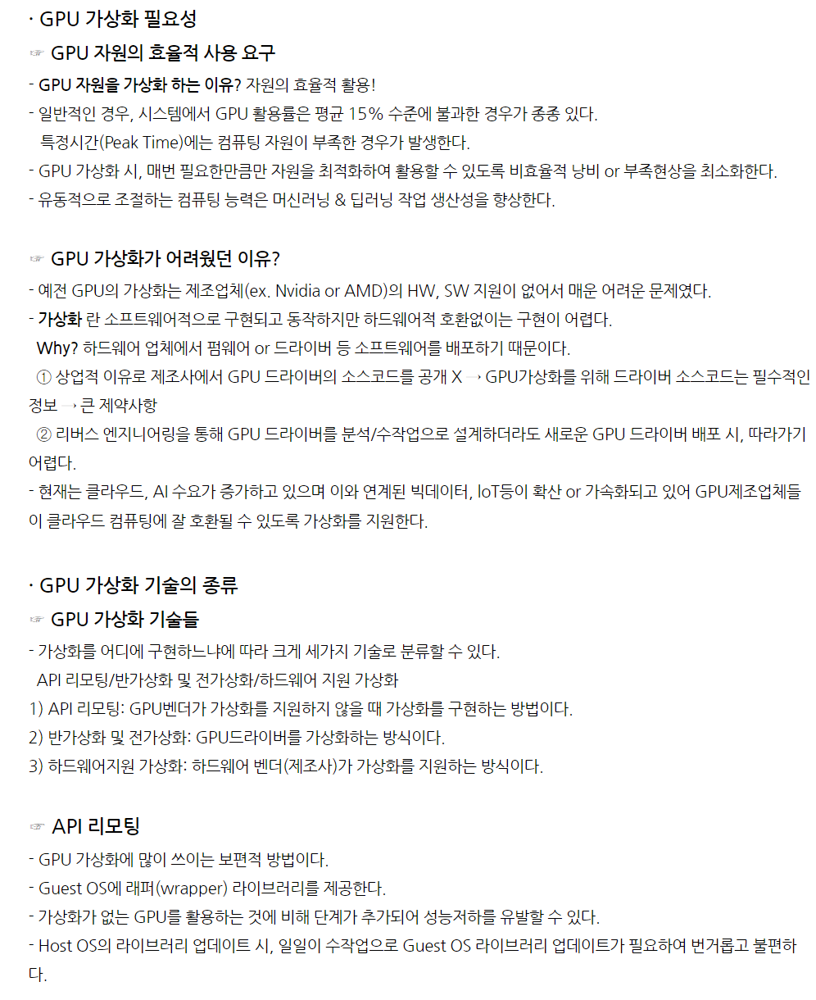 · GPU 가상화 필요성
☞ GPU 자원의 효율적 사용 요구
- GPU 자원을 가상화 하는 이유? 자원의 효율적 활용!
- 일반적인 경우, 시스템에서 GPU 활용률은 평균 15% 수준에 불과한 경우가 종종 있다.
특정시간(Peak Time)에는 컴퓨팅 자원이 부족한 경우가 발생한다.
- GPU 가상화 시, 매번 필요한만큼만 자원을 최적화하여 활용할 수 있도록 비효율적 낭비 or 부족현상을 최소화한다.
- 유동적으로 조절하는 컴퓨팅 능력은 머신러닝 & 딥러닝 작업 생산성을 향상한다.
☞ GPU 가상화가 어려웠던 이유?
- 예전 GPU의 가상화는 제조업체(ex. Nvidia or AMD)의 HW, SW 지원이 없어서 매운 어려운 문제였다.
- 가상화 란 소프트웨어적으로 구현되고 동작하지만 하드웨어적 호환없이는 구현이 어렵다.
Why? 하드웨어 업체에서 펌웨어 or 드라이버 등 소프트웨어를 배포하기 때문이다.
① 상업적 이유로 제조사에서 GPU 드라이버의 소스코드를 공개 X → GPU가상화를 위해 드라이버 소스코드는 필수적인
정보 → 큰 제약사항
② 리버스 엔지니어링을 통해 GPU 드라이버를 분석/수작업으로 설계하더라도 새로운 GPU 드라이버 배포 시, 따라가기
어렵다.
- 현재는 클라우드, AI 수요가 증가하고 있으며 이와 연계된 빅데이터, IoT등이 확산 or 가속화되고 있어 GPU제조업체들
이 클라우드 컴퓨팅에 잘 호환될 수 있도록 가상화를 지원한다.
· GPU 가상화 기술의 종류
☞ GPU 가상화 기술들
- 가상화를 어디에 구현하느냐에 따라 크게 세가지 기술로 분류할 수 있다.
API 리모팅/반가상화 및 전가상화/하드웨어 지원 가상화
1) API 리모팅: GPU벤더가 가상화를 지원하지 않을 때 가상화를 구현하는 방법이다.
2) 반가상화 및 전가상화: GPU드라이버를 가상화하는 방식이다.
3) 하드웨어지원 가상화: 하드웨어 벤더(제조사)가 가상화를 지원하는 방식이다.
☞ API 리모팅
- GPU 가상화에 많이 쓰이는 보편적 방법이다.
- Guest OS에 래퍼(wrapper) 라이브러리를 제공한다.
- 가상화가 없는 GPU를 활용하는 것에 비해 단계가 추가되어 성능저하를 유발할 수 있다.
- Host OS의 라이브러리 업데이트 시, 일일이 수작업으로 Guest OS 라이브러리 업데이트가 필요하여 번거롭고 불편하
다.